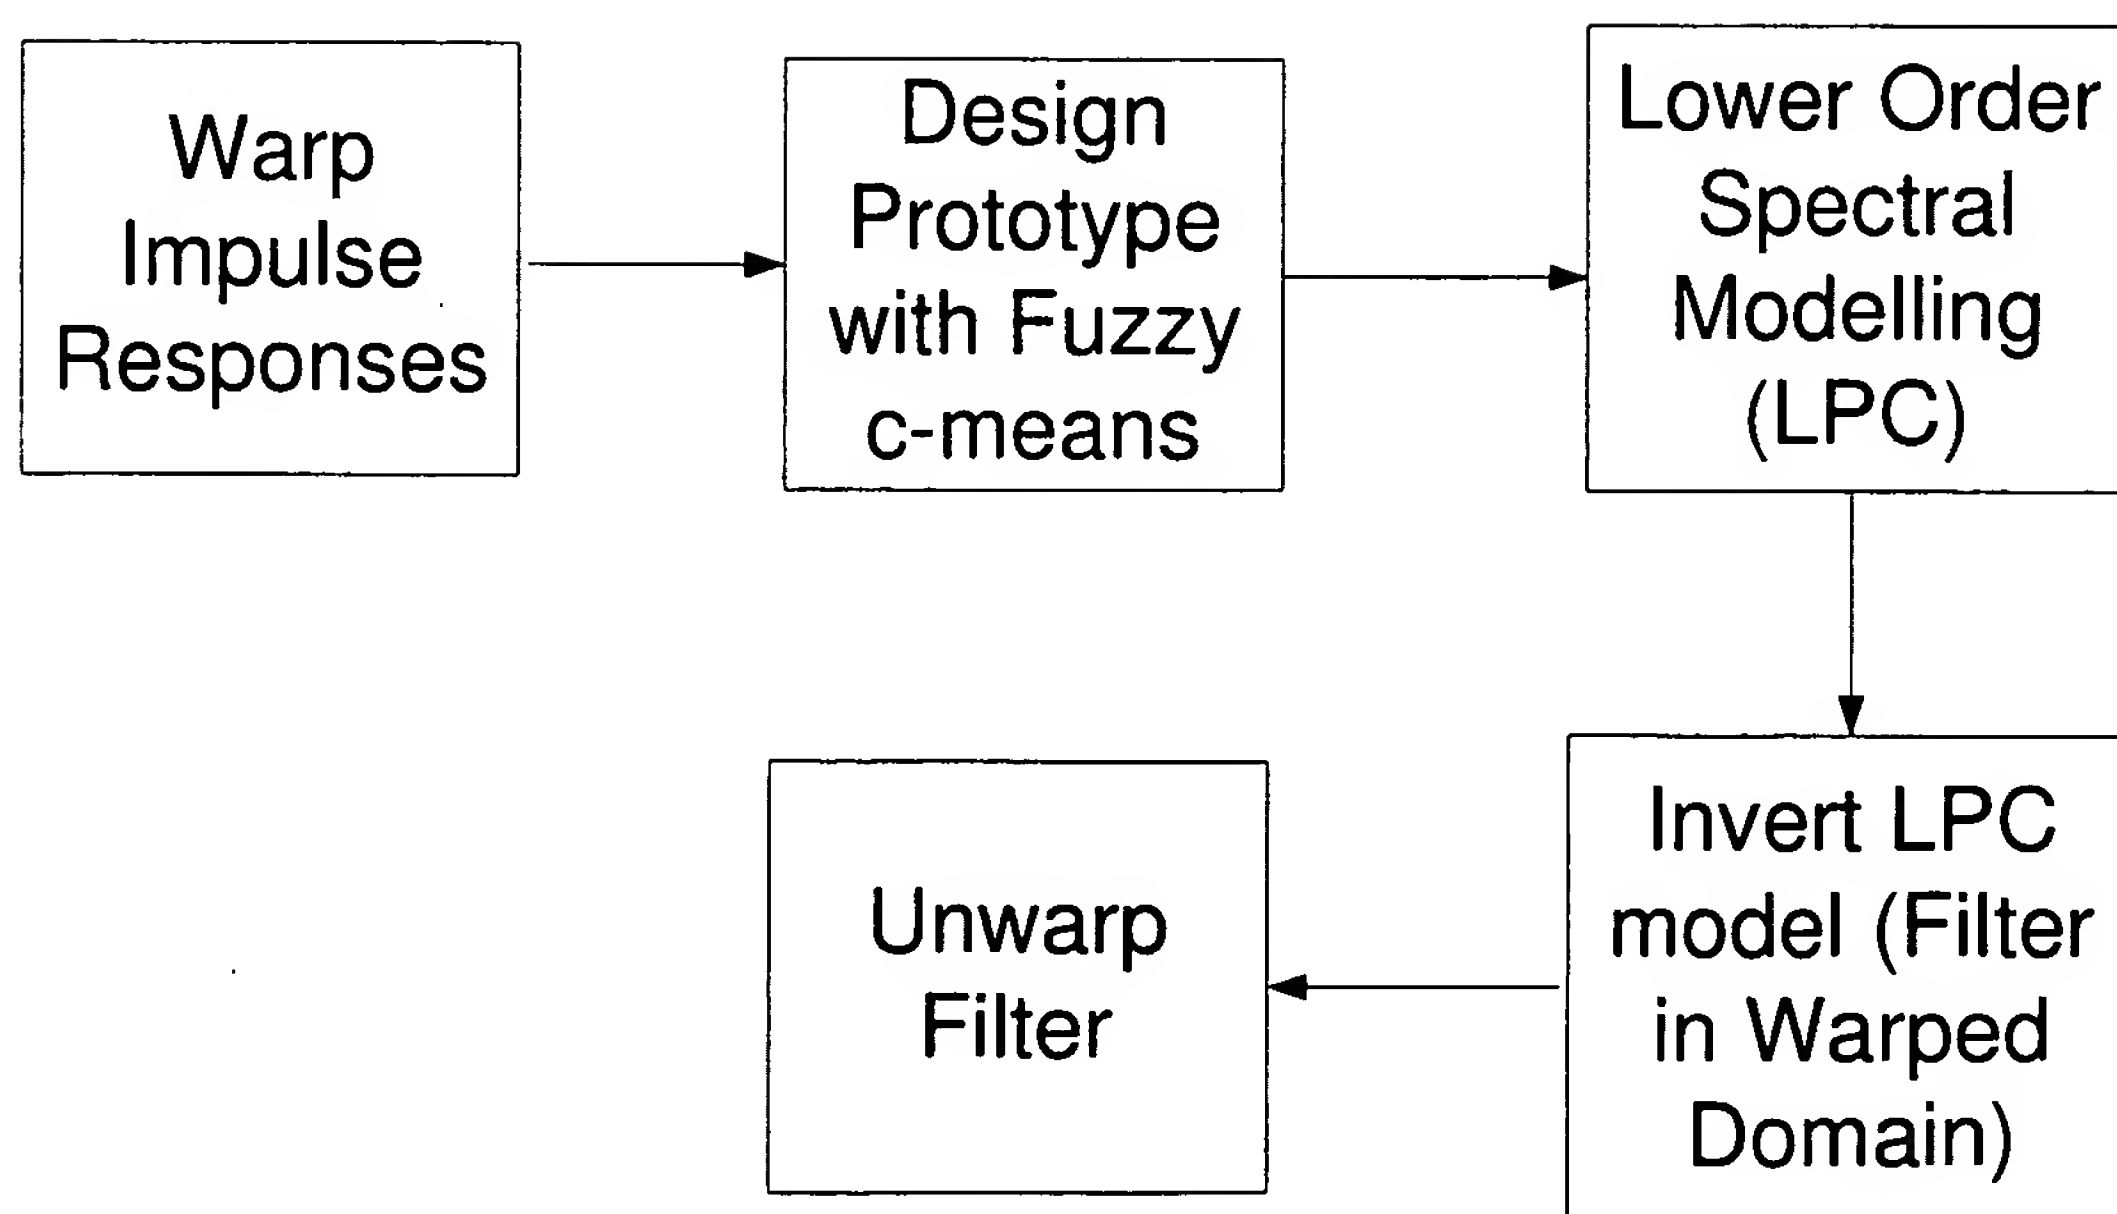 Warp
Impulse
Responses
Design
Prototype
with Fuzzy
c-means
Lower Order
Spectral
Modelling
(LPC)
Invert LPC
model (Filter
in Warped
Domain)
Unwarp
Filter